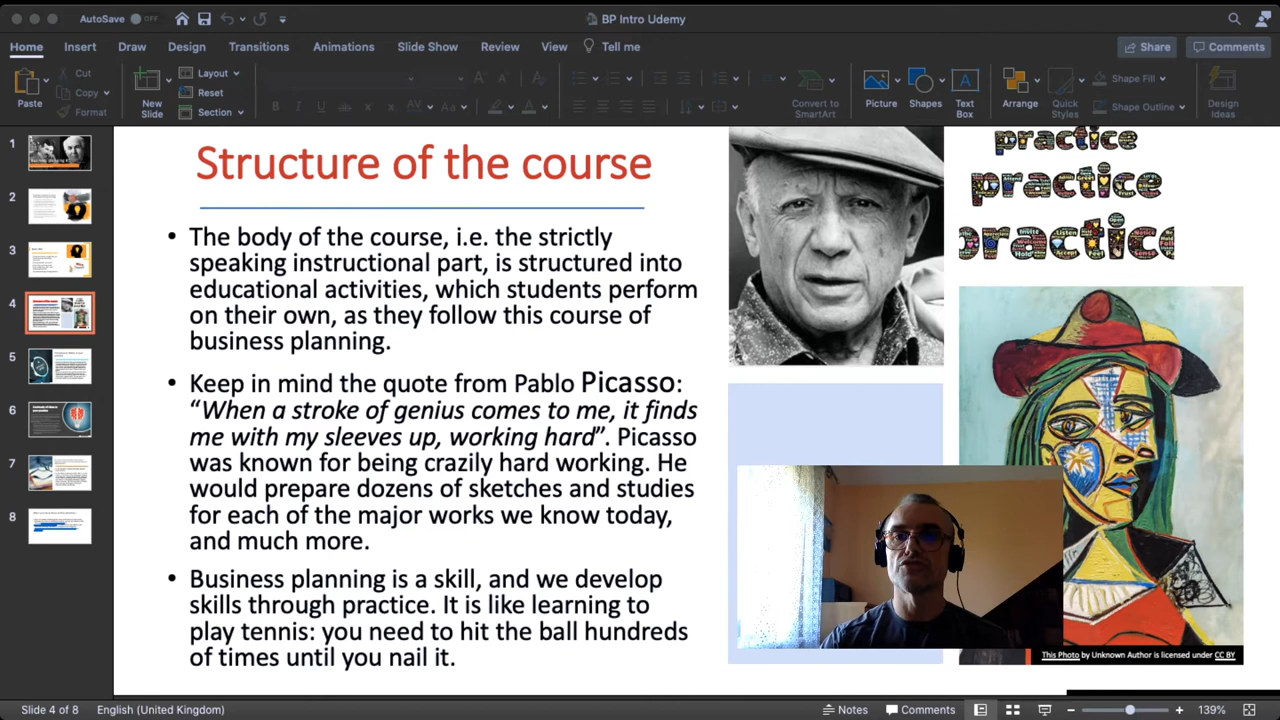 AutoSave OFF
BP Intro Udemy
Home Insert Draw Design Transitions Animations Slide Show Review View Tell me
Share Comments
Paste
Cut
Copy
Format
New Slide
Layout
Reset
Section
Convert to SmartArt
Picture
Shapes
Text Box
Arrange
Quick Styles
Shape Fill
Shape Outline
Design Ideas
1
2
3
4
5
6
7
8
Structure of the course
• The body of the course, i.e. the strictly
speaking instructional part, is structured into
educational activities, which students perform
on their own, as they follow this course of
business planning.
• Keep in mind the quote from Pablo Picasso:
“When a stroke of genius comes to me, it finds
me with my sleeves up, working hard”. Picasso
was known for being crazily hard working. He
would prepare dozens of sketches and studies
for each of the major works we know today,
and much more.
• Business planning is a skill, and we develop
skills through practice. It is like learning to
play tennis: you need to hit the ball hundreds
of times until you nail it.
practice
practice
practice
This Photo by Unknown Author is licensed under CC BY
Slide 4 of 8 English (United Kingdom)
Notes Comments 139%